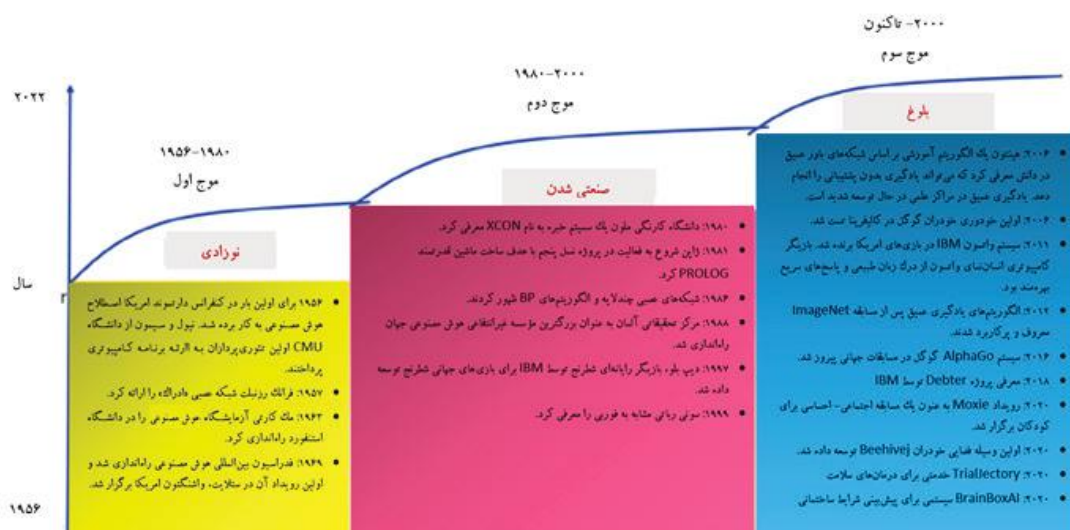 ۲۰۰۰- تاکنون
موج سوم
۱۹۸۰-۲۰۰۰
موج دوم
۱۹۵۶-۱۹۸۰
موج اول
۲۰۲۲
سال
۲
۱۹۵۶
نوزادی
• ۱۹۵۶ برای اولین بار در کنفرانس دارتموند امریکا اصطلاح
هوش مصنوعی به کار برده شد. نیول و سیمون از دانشگاه
CMU اولین تئوری‌پردازان به ارائه برنامه کامپیوتری
پرداختند.
• ۱۹۵۷: فرانک رزنبلت شبکه عصبی دادراک را ارائه کرد.
• ۱۹۶۳: مک کارتی آزمایشگاه هوش مصنوعی را در دانشگاه
استنفورد راه‌اندازی کرد.
• ۱۹۶۹: فدراسیون بین‌المللی هوش مصنوعی راه‌اندازی شد و
اولین رویداد آن در ستلایت، واشنگتون امریکا برگزار شد.
صنعتی شدن
• ۱۹۸۰: دانشگاه کارنگی ملون یک سیستم خبره به نام XCON معرفی کرد.
• ۱۹۸۱: ژاپن شروع به فعالیت در پروژه نسل پنجم با هدف ساخت ماشین قدرتمند
PROLOG کرد.
• ۱۹۸۶: شبکه‌های عصبی چندلایه و الگوریتم‌های BP ظهور کردند.
• ۱۹۸۸: مرکز تحقیقاتی آلمان به عنوان بزرگترین مؤسسه غیرانتفاعی هوش مصنوعی جهان
راه‌اندازی شد.
• ۱۹۹۷: دیپ بلو، بازیگر رایانه‌ای شطرنج توسط IBM برای بازی‌های جهانی شطرنج توسعه
داده شد.
• ۱۹۹۹: سونی رباتی مشابه به فوربی را معرفی کرد.
بلوغ
• ۲۰۰۶: هینتون یک الگوریتم آموزشی بر اساس شبکه‌های باور عمیق
در دانش معرفی کرد که می‌تواند یادگیری بدون پشتیبانی را انجام
دهد. یادگیری عمیق در مراکز علمی در حال توسعه شدید است.
• ۲۰۰۶: اولین خودروی خودران گوگل در کالیفرنیا تست شد.
• ۲۰۱۱: سیستم واتسون IBM در بازی‌های آمریکا برنده شد. بازیگر
کامپیوتری انسان‌نمای واتسون از درک زبان طبیعی و پاسخ‌های سریع
بهره‌مند بود.
• ۲۰۱۲: الگوریتم‌های یادگیری عمیق پس از مسابقه ImageNet
معروف و پرکاربرد شدند.
• ۲۰۱۶: سیستم AlphaGo گوگل در مسابقات جهانی پیروز شد.
• ۲۰۱۸: معرفی پروژه Debter توسط IBM
• ۲۰۲۰: رویداد Moxie به عنوان یک مسابقه اجتماعی- احساسی برای
کودکان برگزار شد.
• ۲۰۲۰: اولین وسیله فضایی خودران Beehivej توسعه داده شد.
• ۲۰۲۰: TrialJectory خدمتی برای درمان‌های سلامت
• ۲۰۲۰: BrainBoxAI سیستمی برای پیش‌بینی شرایط ساختمانی